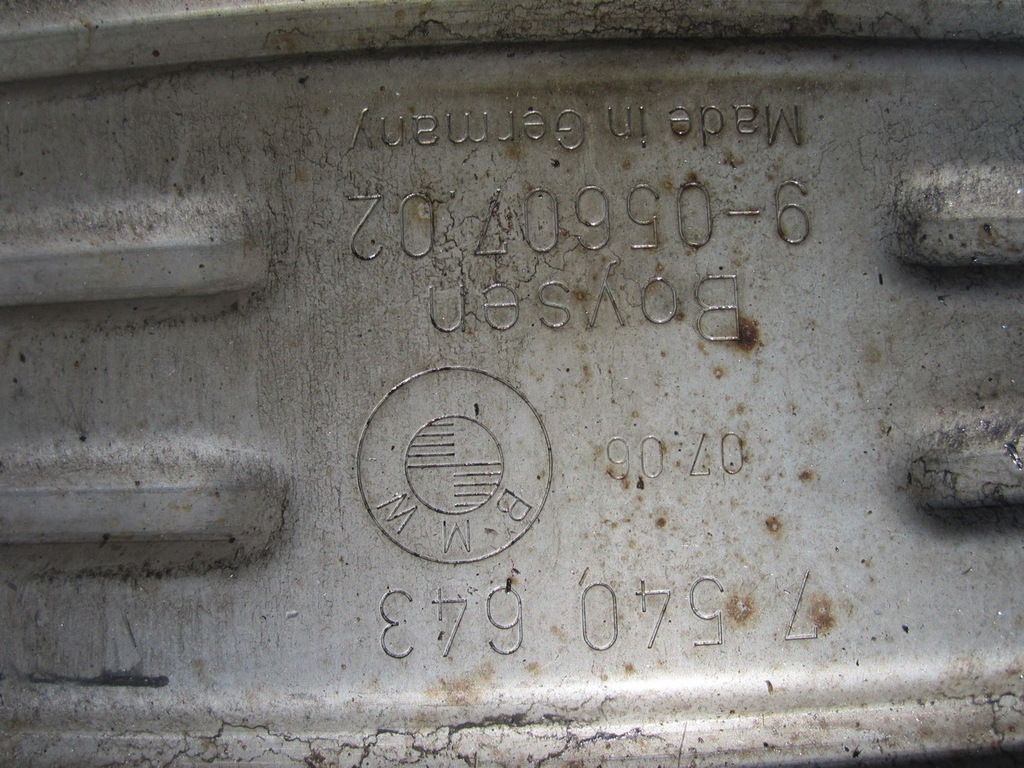 7 540 643
BMW
07.06
Boysen
9-05607.02
Made in Germany